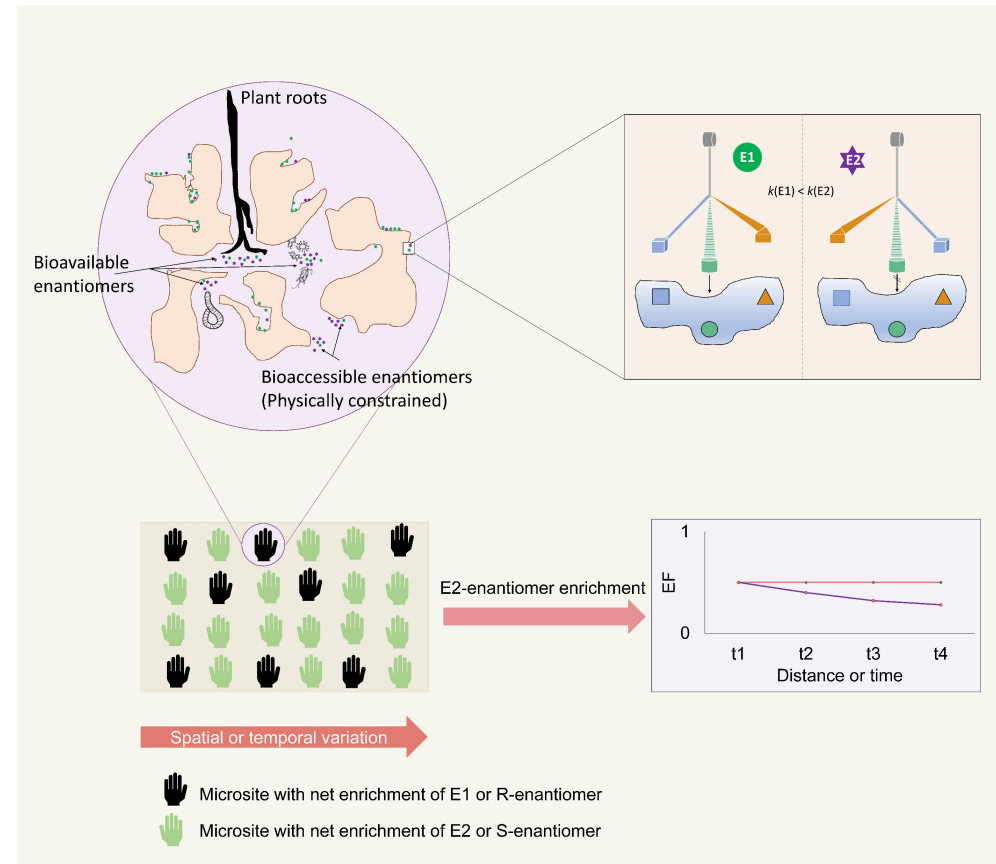 Plant roots
Bioavailable
enantiomers
Bioaccessible enantiomers
(Physically constrained)
E1
E2
k(E1) < k(E2)
E2-enantiomer enrichment
1
EF
0
t1 t2 t3 t4
Distance or time
Spatial or temporal variation
Microsite with net enrichment of E1 or R-enantiomer
Microsite with net enrichment of E2 or S-enantiomer